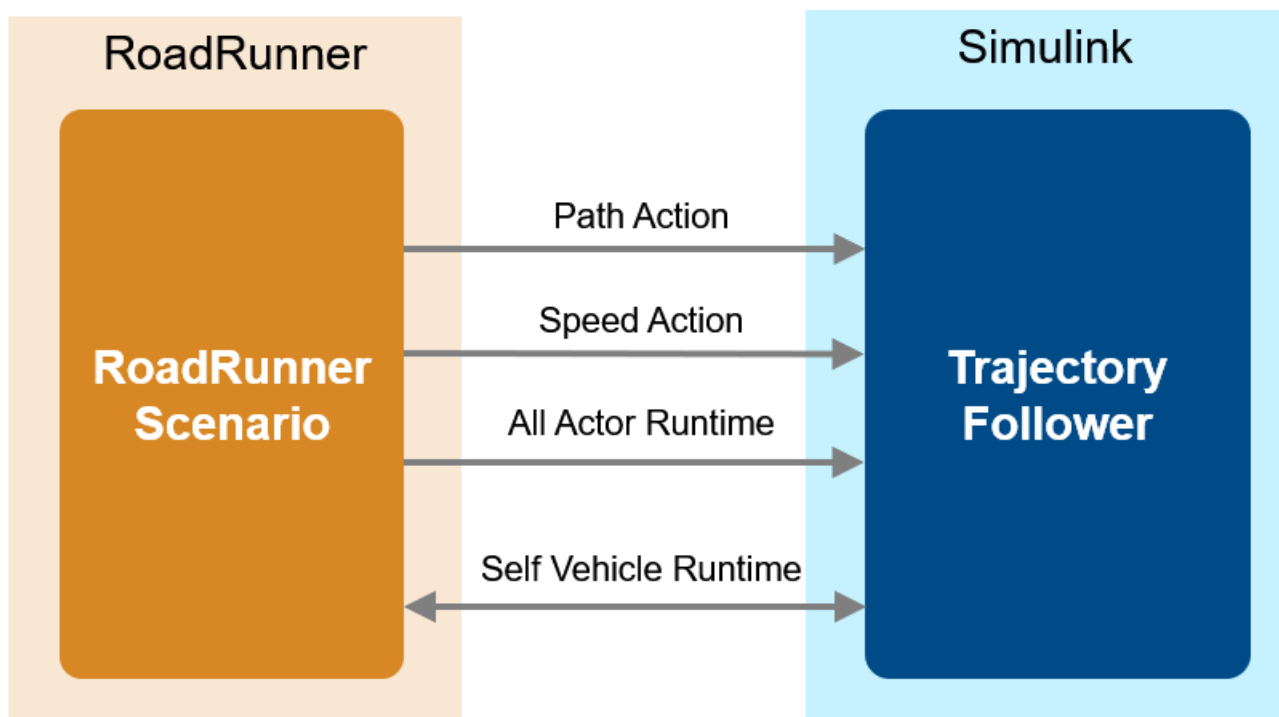 RoadRunner
Simulink
Path Action
Speed Action
All Actor Runtime
Self Vehicle Runtime
RoadRunner
Scenario
Trajectory
Follower